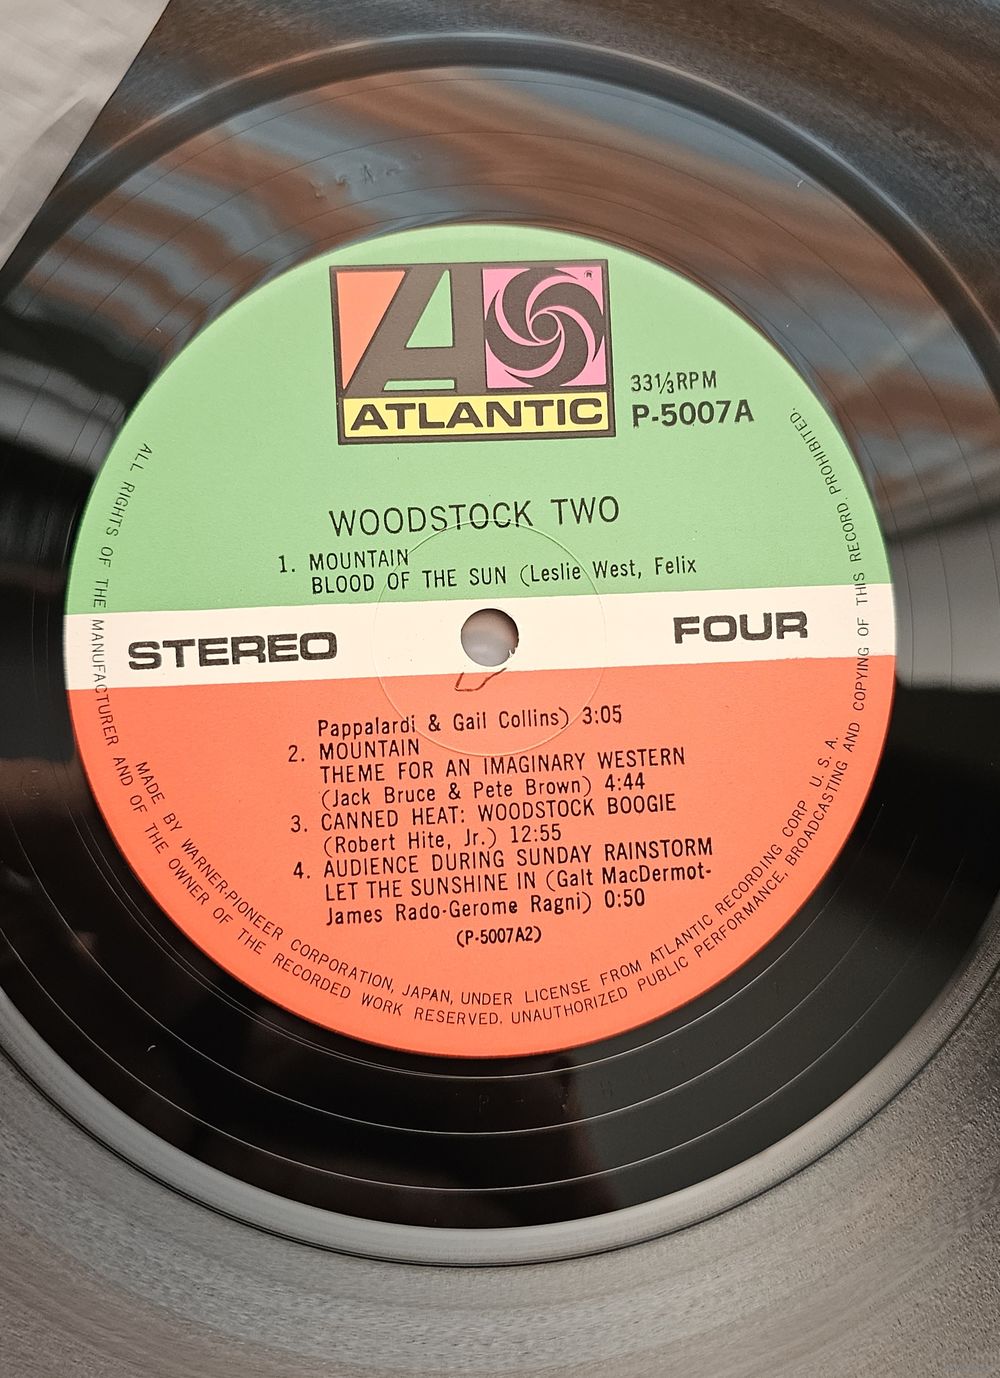 ATLANTIC
®
33 1/3 RPM
P-5007A
WOODSTOCK TWO
1. MOUNTAIN
BLOOD OF THE SUN (Leslie West, Felix
STEREO
FOUR
Pappalardi & Gail Collins) 3:05
2. MOUNTAIN
THEME FOR AN IMAGINARY WESTERN
(Jack Bruce & Pete Brown) 4:44
3. CANNED HEAT: WOODSTOCK BOOGIE
(Robert Hite, Jr.) 12:55
4. AUDIENCE DURING SUNDAY RAINSTORM
LET THE SUNSHINE IN (Galt MacDermot-
James Rado-Gerome Ragni) 0:50
(P-5007A2)
MADE BY WARNER-PIONEER CORPORATION, JAPAN, UNDER LICENSE FROM ATLANTIC RECORDING CORP. U. S. A.
ALL RIGHTS OF THE MANUFACTURER AND OF THE OWNER OF THE RECORDED WORK RESERVED. UNAUTHORIZED PUBLIC PERFORMANCE, BROADCASTING AND COPYING OF THIS RECORD PROHIBITED.